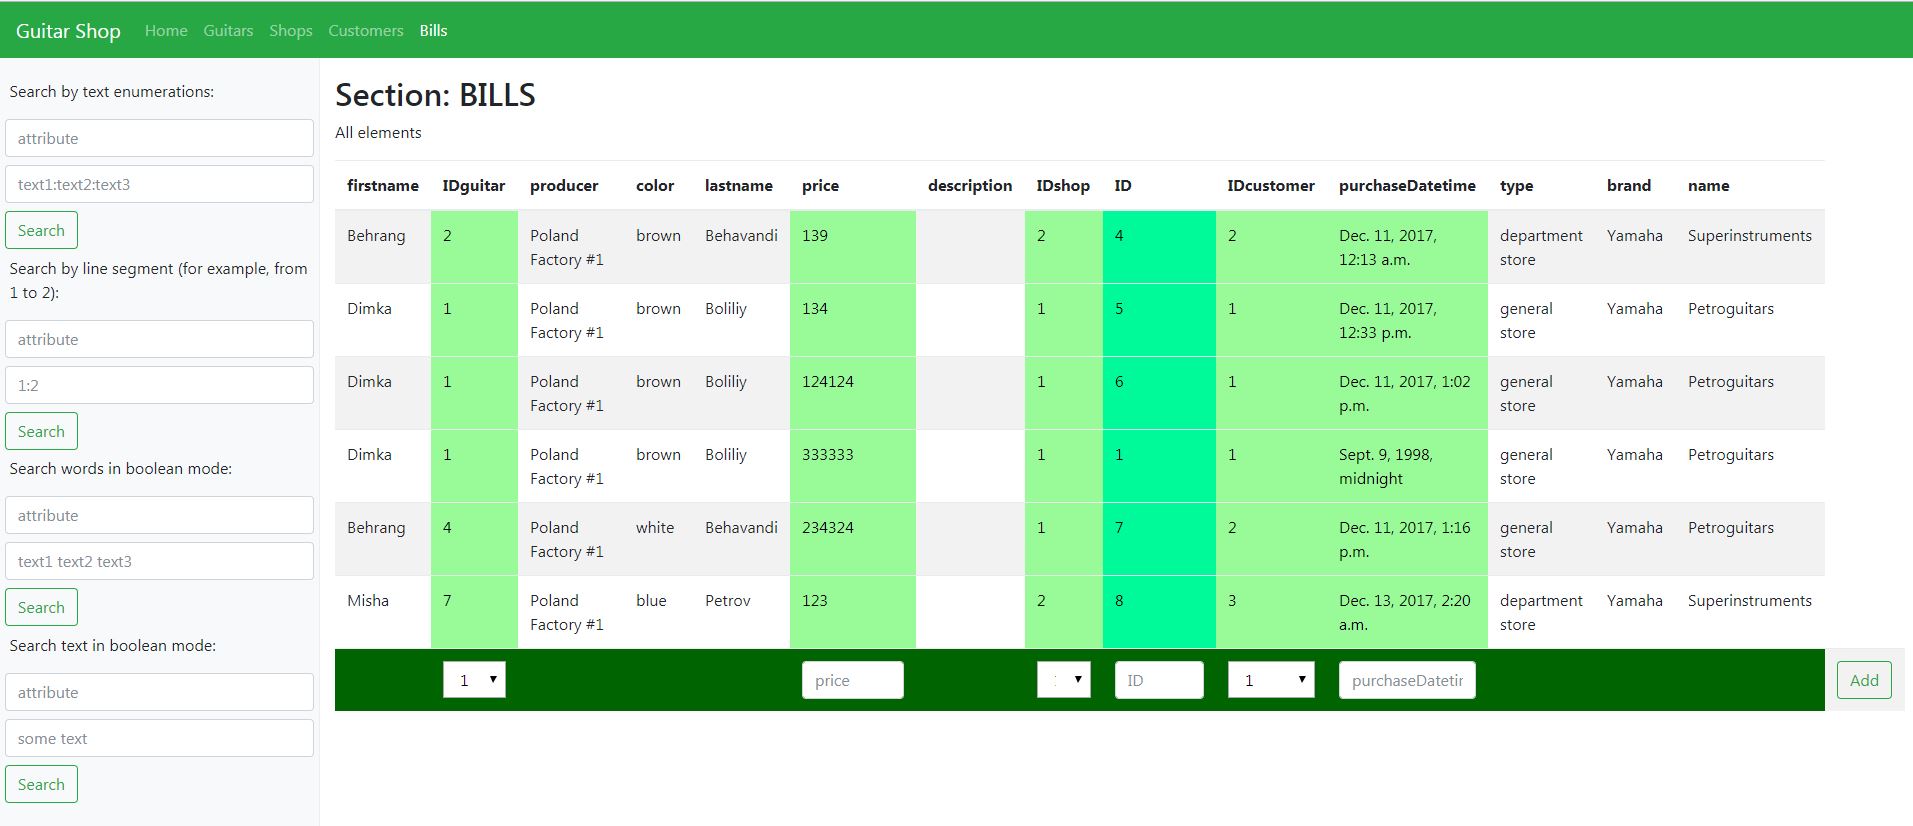 Guitar Shop Home Guitars Shops Customers Bills
Search by text enumerations:
attribute
text1:text2:text3
Search
Search by line segment (for example, from
1 to 2):
attribute
1:2
Search
Search words in boolean mode:
attribute
text1 text2 text3
Search
Search text in boolean mode:
attribute
some text
Search
Section: BILLS
All elements
firstname IDguitar producer color lastname price description IDshop ID IDcustomer purchaseDatetime type brand name
Behrang 2 Poland brown Behavandi 139 2 4 2 Dec. 11, 2017, department Yamaha Superinstruments
Factory #1 12:13 a.m. store
Dimka 1 Poland brown Boliliy 134 1 5 1 Dec. 11, 2017, general Yamaha Petroguitars
Factory #1 12:33 p.m. store
Dimka 1 Poland brown Boliliy 124124 1 6 1 Dec. 11, 2017, 1:02 general Yamaha Petroguitars
Factory #1 p.m. store
Dimka 1 Poland brown Boliliy 333333 1 1 1 Sept. 9, 1998, general Yamaha Petroguitars
Factory #1 midnight store
Behrang 4 Poland white Behavandi 234324 1 7 2 Dec. 11, 2017, 1:16 general Yamaha Petroguitars
Factory #1 p.m. store
Misha 7 Poland blue Petrov 123 2 8 3 Dec. 13, 2017, 2:20 department Yamaha Superinstruments
Factory #1 a.m. store
1 price ID 1 purchaseDatetir Add